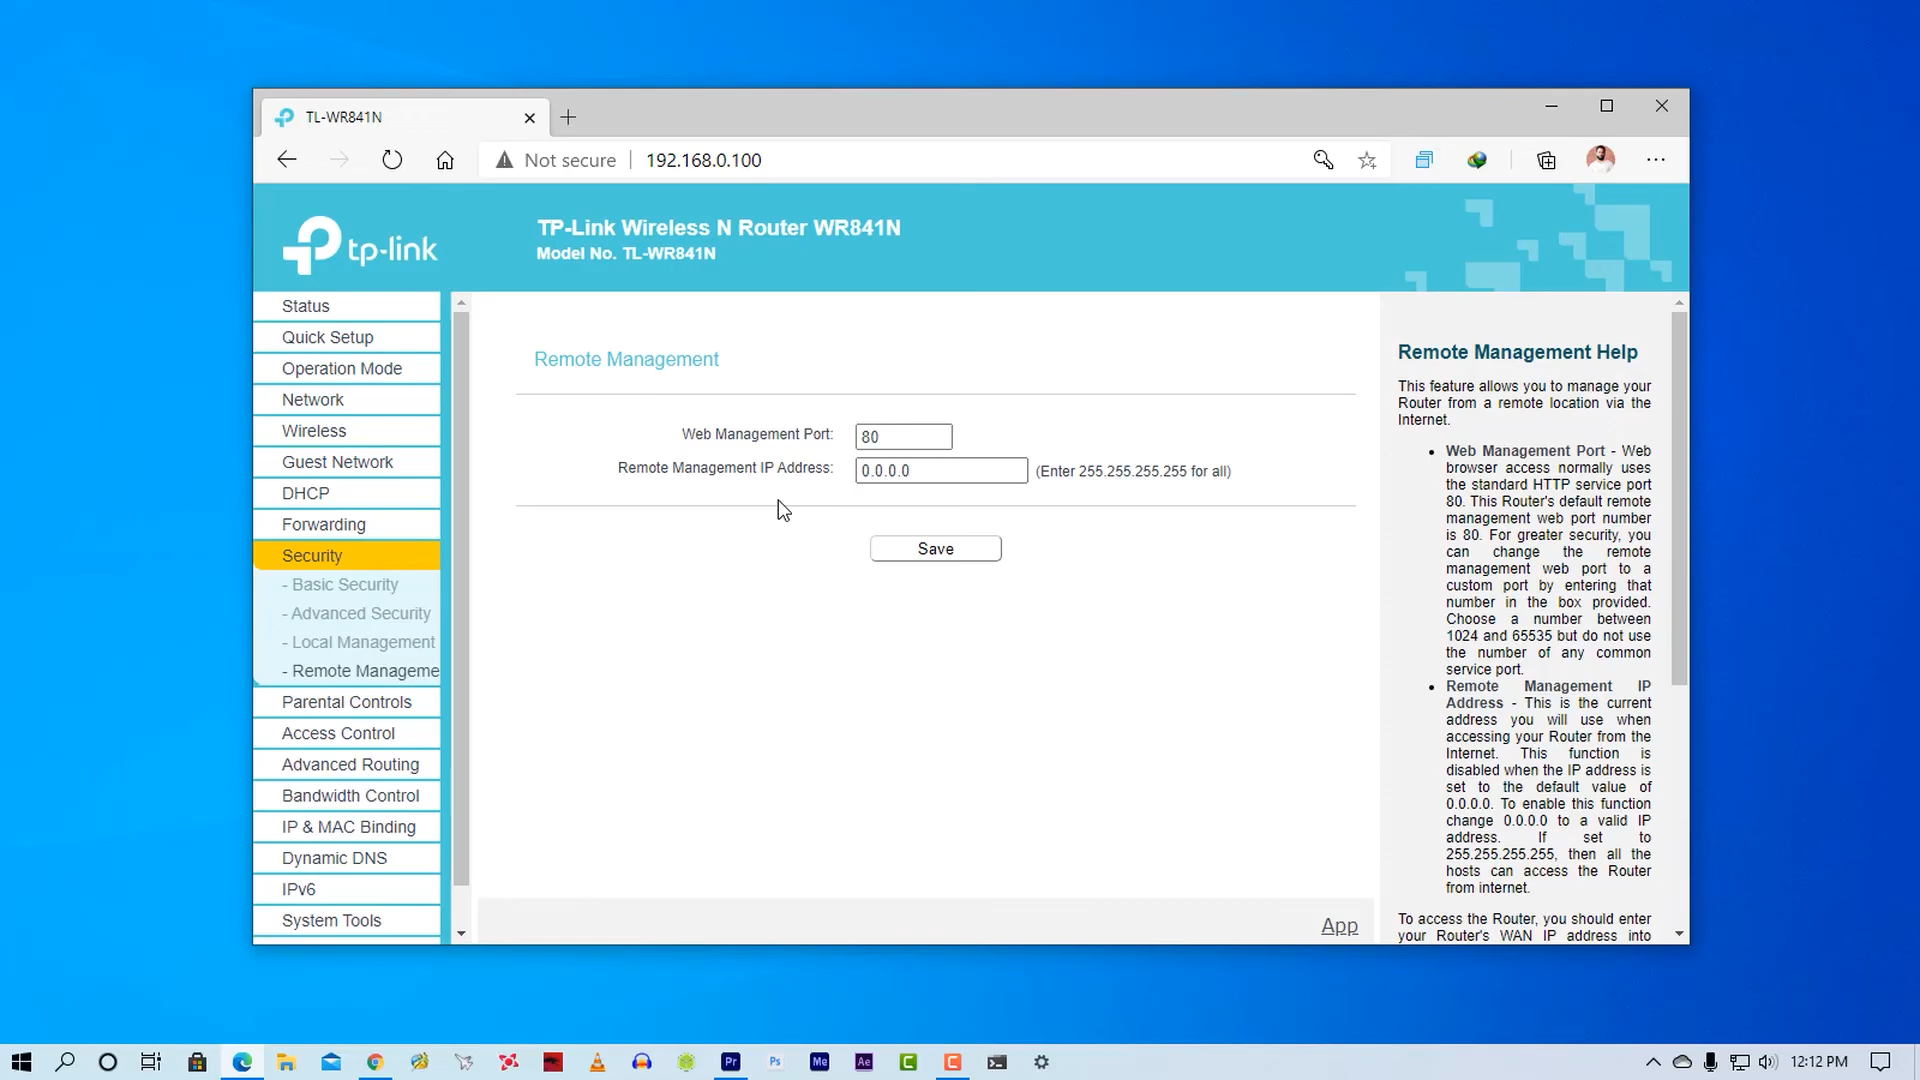 TL-WR841N
Not secure
192.168.0.100
tp-link
TP-Link Wireless N Router WR841N
Model No. TL-WR841N
Status
Quick Setup
Operation Mode
Network
Wireless
Guest Network
DHCP
Forwarding
Security
- Basic Security
- Advanced Security
- Local Management
- Remote Manageme
Parental Controls
Access Control
Advanced Routing
Bandwidth Control
IP & MAC Binding
Dynamic DNS
IPv6
System Tools
Remote Management
Web Management Port: 80
Remote Management IP Address: 0.0.0.0 (Enter 255.255.255.255 for all)
Save
App
Remote Management Help
This feature allows you to manage your
Router from a remote location via the
Internet.
• Web Management Port - Web
browser access normally uses
the standard HTTP service port
80. This Router's default remote
management web port number
is 80. For greater security, you
can change the remote
management web port to a
custom port by entering that
number in the box provided.
Choose a number between
1024 and 65535 but do not use
the number of any common
service port.
• Remote Management IP
Address - This is the current
address you will use when
accessing your Router from the
Internet. This function is
disabled when the IP address is
set to the default value of
0.0.0.0. To enable this function
change 0.0.0.0 to a valid IP
address. If set to
255.255.255.255, then all the
hosts can access the Router
from internet.
To access the Router, you should enter
your Router's WAN IP address into
Pr
Ps
Me
Ae
C
C
12:12 PM